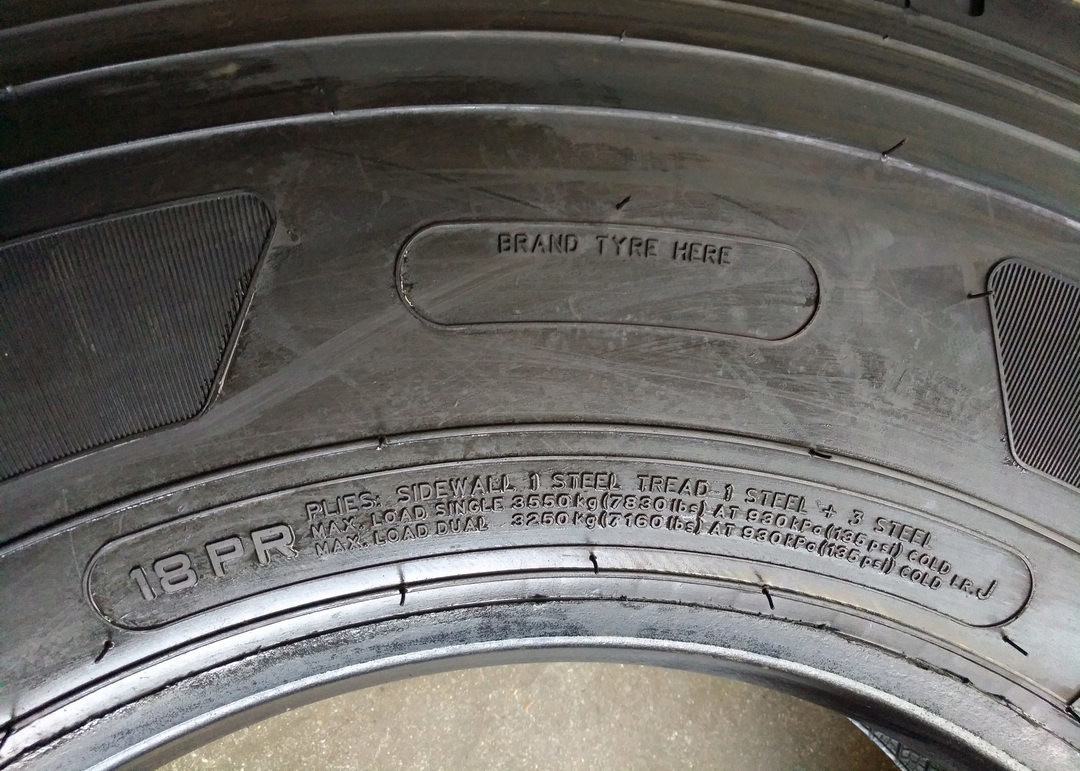 BRAND TYRE HERE
18PR
PLIES: SIDEWALL 1 STEEL TREAD 1 STEEL + 3 STEEL
MAX. LOAD SINGLE 3550kg(7830lbs) AT 930kPa(135psi) COLD
MAX. LOAD DUAL 3250kg(7160lbs) AT 930kPa(135psi) COLD
LR.J